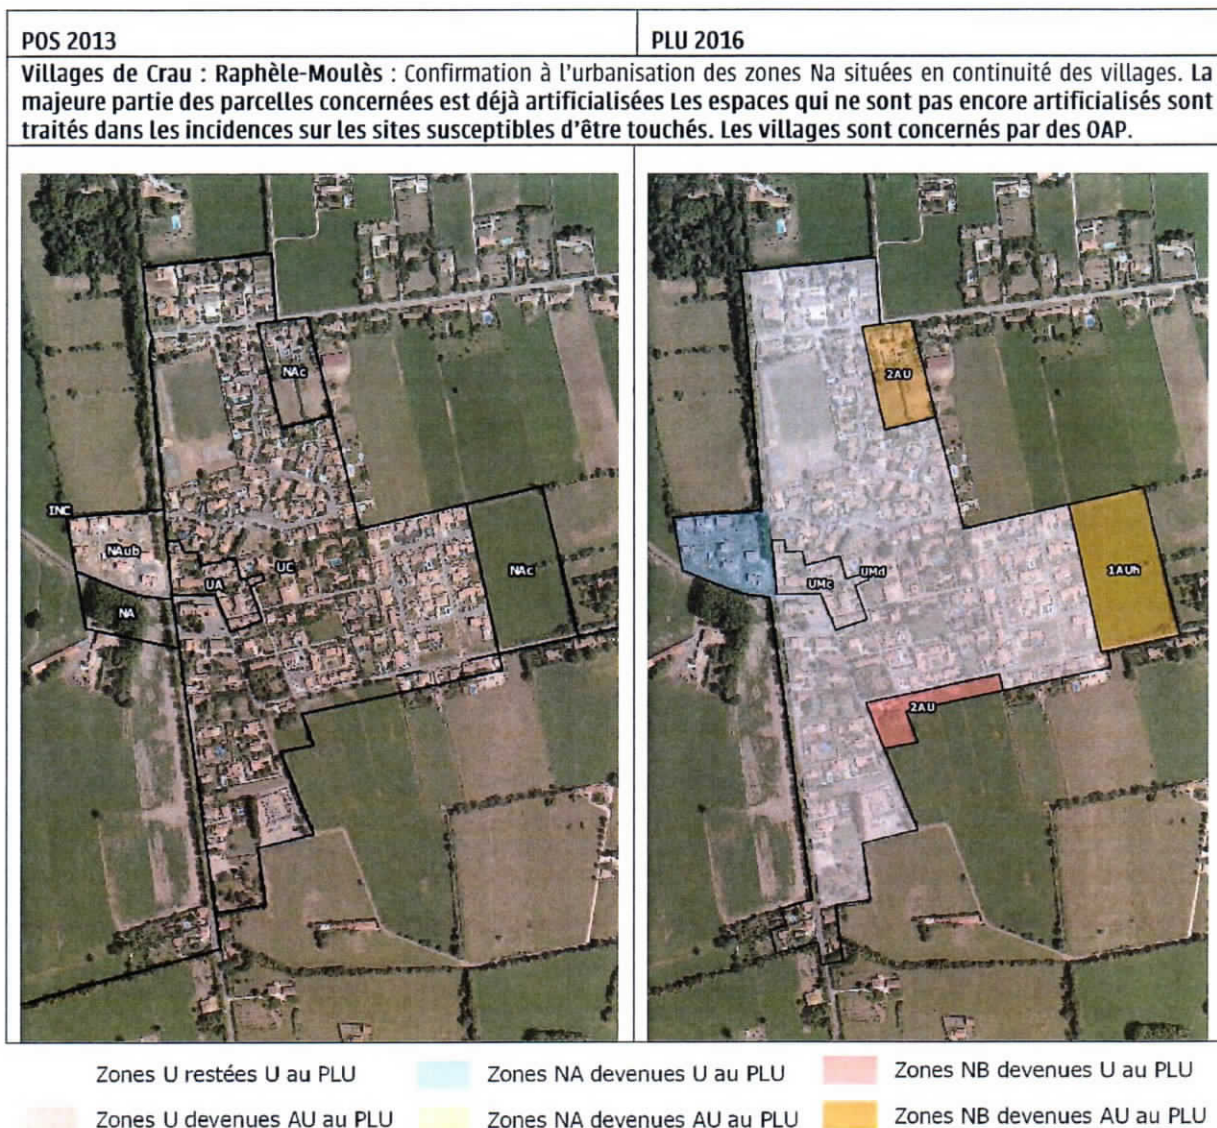 POS 2013
PLU 2016
Villages de Crau : Raphèle-Moulès : Confirmation à l'urbanisation des zones Na situées en continuité des villages. La
majeure partie des parcelles concernées est déjà artificialisées Les espaces qui ne sont pas encore artificialisés sont
traités dans les incidences sur les sites susceptibles d'être touchés. Les villages sont concernés par des OAP.
NAc
INC
NAub
NA
UA
UC
NAc
2AU
UMc
UMd
1AUh
2AU
Zones U restées U au PLU
Zones NA devenues U au PLU
Zones NB devenues U au PLU
Zones U devenues AU au PLU
Zones NA devenues AU au PLU
Zones NB devenues AU au PLU